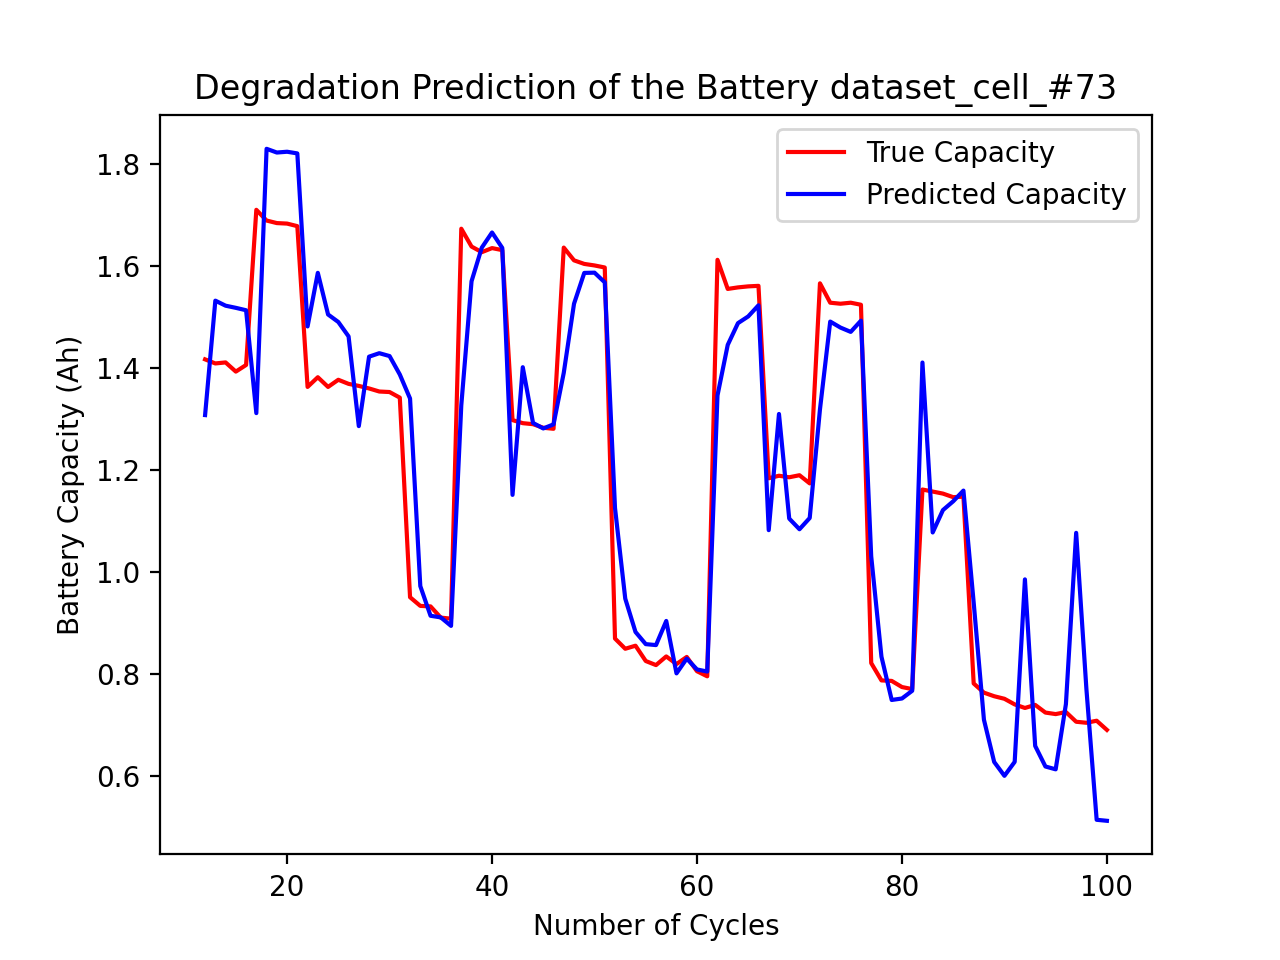 Degradation Prediction of the Battery dataset_cell_#73
True Capacity
Predicted Capacity
Battery Capacity (Ah)
1.8
1.6
1.4
1.2
1.0
0.8
0.6
20 40 60 80 100
Number of Cycles